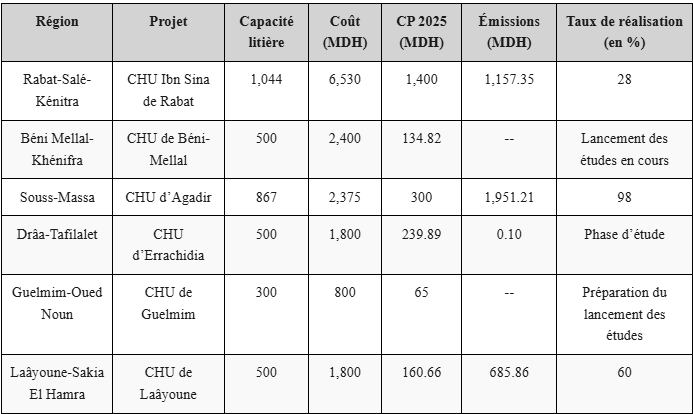 Région Projet Capacité Coût CP 2025 Émissions Taux de réalisation
litière (MDH) (MDH) (MDH) (en %)
Rabat-Salé- CHU Ibn Sina 1,044 6,530 1,400 1,157.35 28
Kénitra de Rabat
Béni Mellal- CHU de Béni- 500 2,400 134.82 -- Lancement des
Khénifra Mellal études en cours
Souss-Massa CHU d’Agadir 867 2,375 300 1,951.21 98
Drâa-Tafilalet CHU 500 1,800 239.89 0.10 Phase d’étude
d’Errachidia
Guelmim-Oued CHU de 300 800 65 -- Préparation du
Noun Guelmim lancement des
études
Laâyoune-Sakia CHU de 500 1,800 160.66 685.86 60
El Hamra Laâyoune